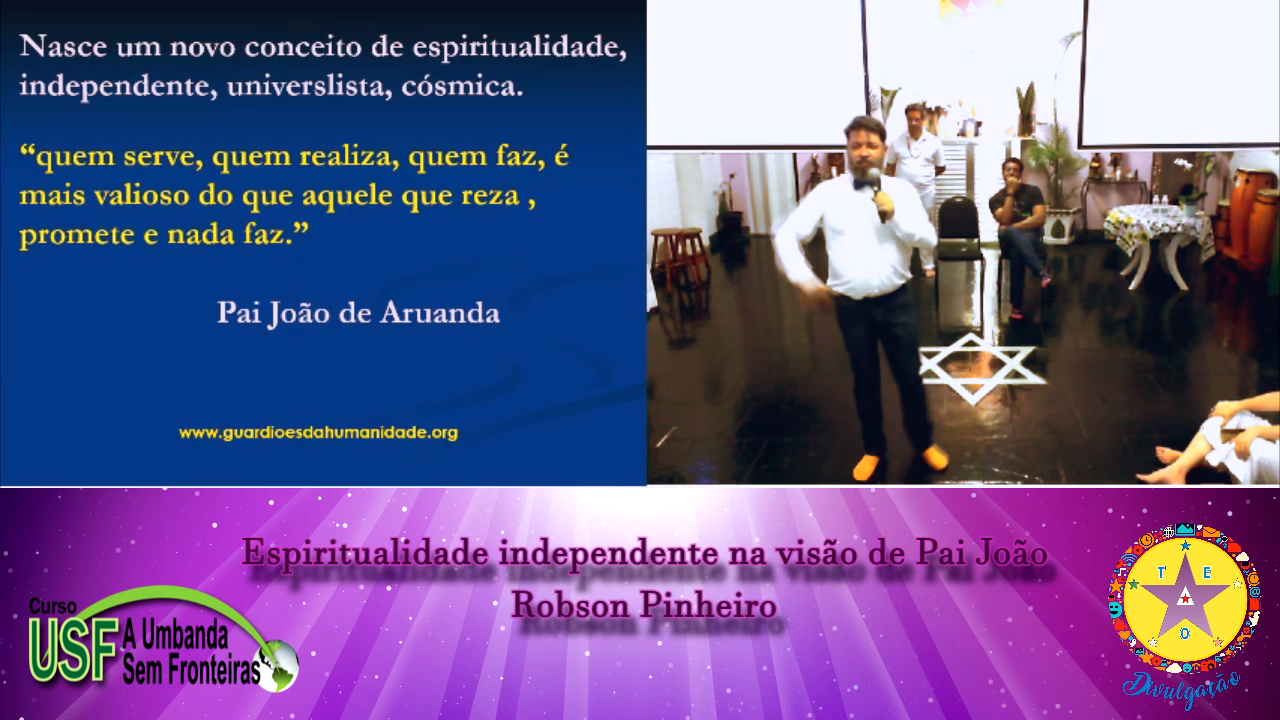 Nasce um novo conceito de espiritualidade,
independente, universlista, cósmica.
“quem serve, quem realiza, quem faz, é
mais valioso do que aquele que reza ,
promete e nada faz.”
Pai João de Aruanda
www.guardioesdahumanidade.org
Espiritualidade independente na visão de Pai João
Robson Pinheiro
Curso
USF A Umbanda
Sem Fronteiras
T E
A
O
Divulgação